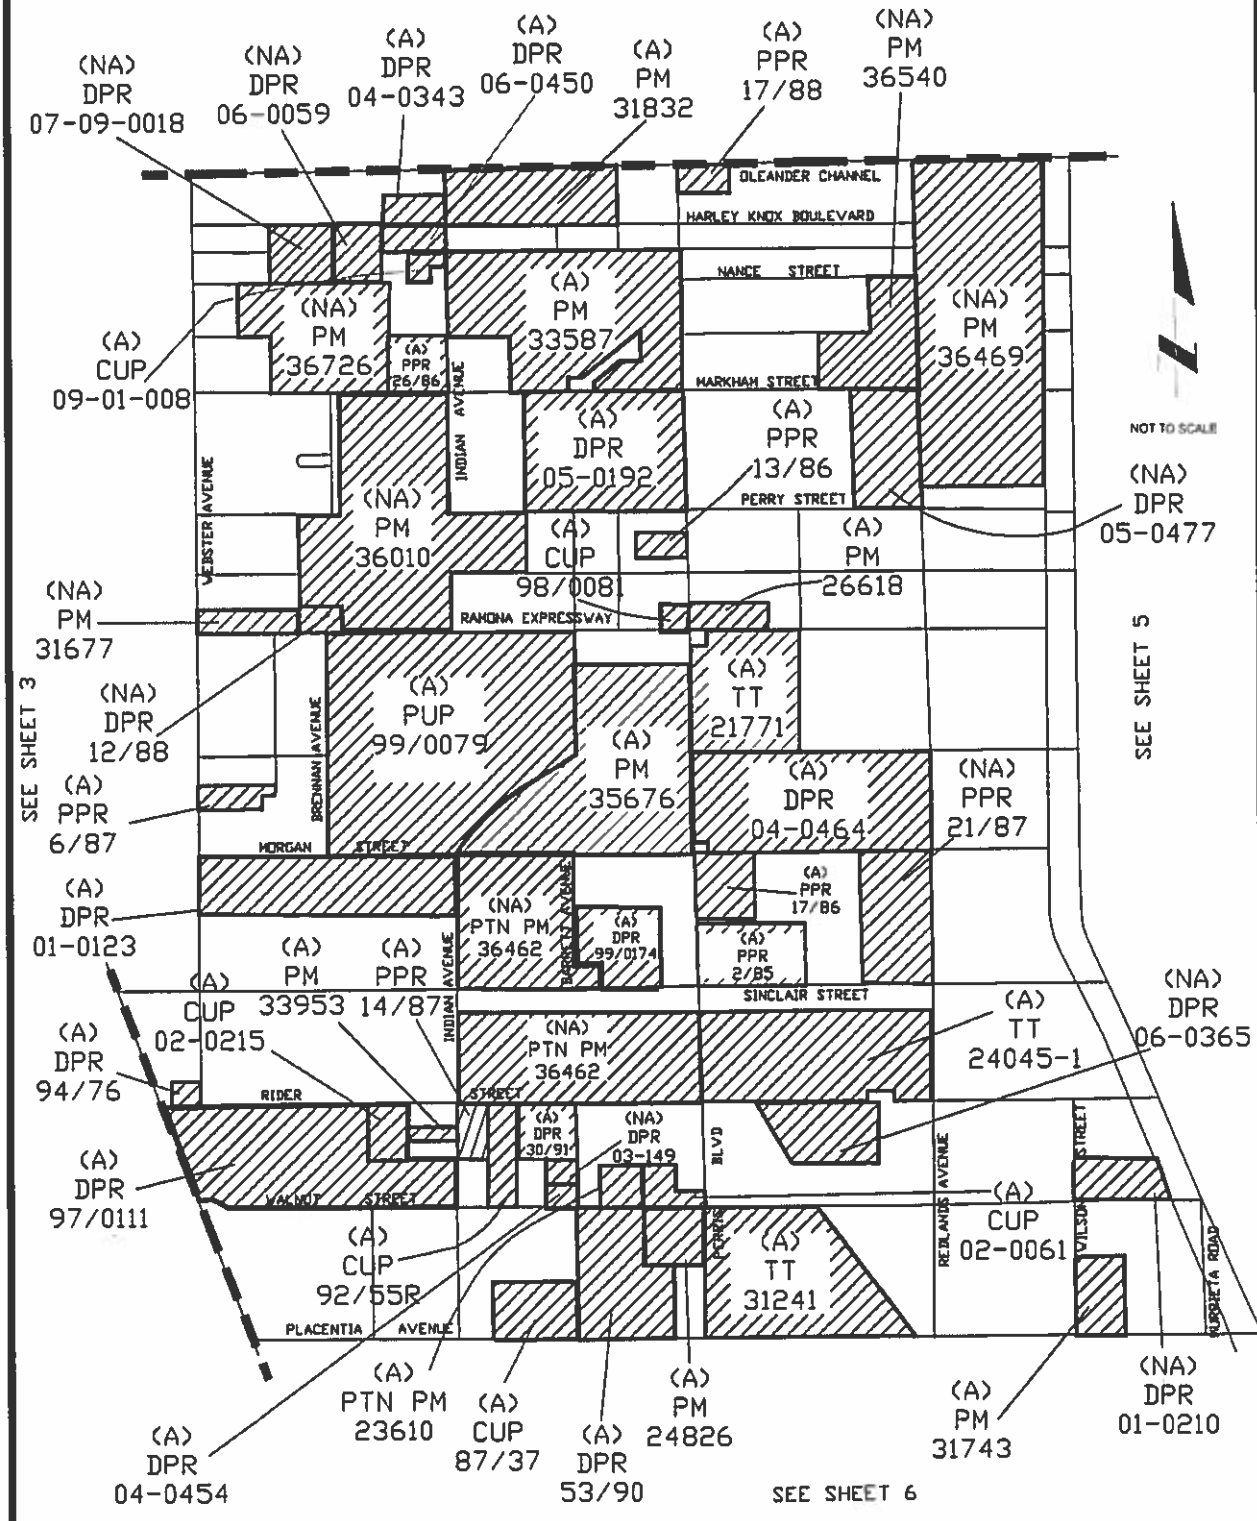 (NA)
DPR
07-09-0018
(NA)
DPR
06-0059
(A)
DPR
04-0343
(A)
DPR
06-0450
(A)
PM
31832
(A)
PPR
17/88
(NA)
PM
36540
OLEANDER CHANNEL
HARLEY KNOX BOULEVARD
NANCE STREET
(A)
PM
33587
(NA)
PM
36469
(NA)
PM
36726
(A)
PPR
26/86
(A)
CUP
09-01-008
INDIAN AVENUE
MARKHAM STREET
NOT TO SCALE
(A)
DPR
05-0192
(A)
PPR
13/86
PERRY STREET
(NA)
DPR
05-0477
WEBSTER AVENUE
(NA)
PM
36010
(A)
CUP
98/0081
(A)
PM
26618
RAMONA EXPRESSWAY
(NA)
PM
31677
SEE SHEET 3
SEE SHEET 5
(NA)
DPR
12/88
BRENNAN AVENUE
(A)
PUP
99/0079
(A)
PM
35676
(A)
TT
21771
(A)
DPR
04-0464
(NA)
PPR
21/87
(A)
PPR
6/87
MORGAN STREET
(A)
DPR
01-0123
(NA)
PTN PM
36462
BARRETT AVENUE
(A)
DPR
99/0174
(A)
PPR
17/86
(A)
PPR
2/85
SINCLAIR STREET
(A)
CUP
02-0215
(A)
PM
33953
(A)
PPR
14/87
INDIAN AVENUE
(NA)
PTN PM
36462
(A)
TT
24045-1
(NA)
DPR
06-0365
(A)
DPR
94/76
RIDER STREET
(A)
DPR
30/91
(NA)
DPR
03-149
PERRIS BLVD
REDLANDS AVENUE
WILSON STREET
MURRIETA ROAD
(A)
DPR
97/0111
WALNUT STREET
(A)
CUP
92/55R
(A)
TT
31241
(A)
CUP
02-0061
PLACENTIA AVENUE
(A)
DPR
04-0454
(A)
PTN PM
23610
(A)
CUP
87/37
(A)
DPR
53/90
(A)
PM
24826
(A)
PM
31743
(NA)
DPR
01-0210
SEE SHEET 6